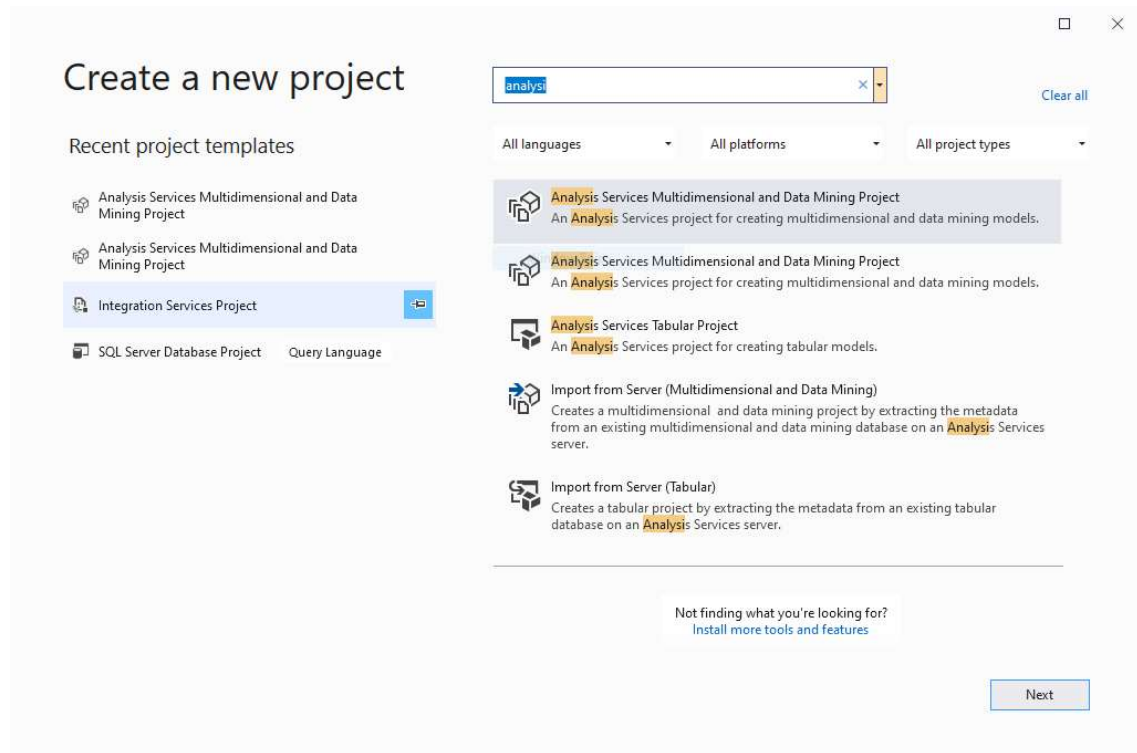 Create a new project
analysi
Clear all
Recent project templates
All languages
All platforms
All project types
Analysis Services Multidimensional and Data
Mining Project
Analysis Services Multidimensional and Data
Mining Project
Integration Services Project
SQL Server Database Project
Query Language
Analysis Services Multidimensional and Data Mining Project
An Analysis Services project for creating multidimensional and data mining models.
Analysis Services Multidimensional and Data Mining Project
An Analysis Services project for creating multidimensional and data mining models.
Analysis Services Tabular Project
An Analysis Services project for creating tabular models.
Import from Server (Multidimensional and Data Mining)
Creates a multidimensional and data mining project by extracting the metadata
from an existing multidimensional and data mining database on an Analysis Services
server.
Import from Server (Tabular)
Creates a tabular project by extracting the metadata from an existing tabular
database on an Analysis Services server.
Not finding what you're looking for?
Install more tools and features
Next